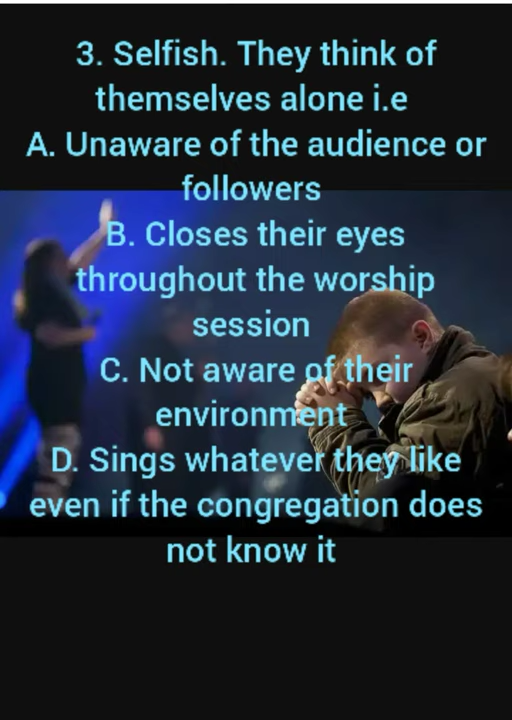 3. Selfish. They think of
themselves alone i.e
A. Unaware of the audience or
followers
B. Closes their eyes
throughout the worship
session
C. Not aware of their
environment
D. Sings whatever they like
even if the congregation does
not know it